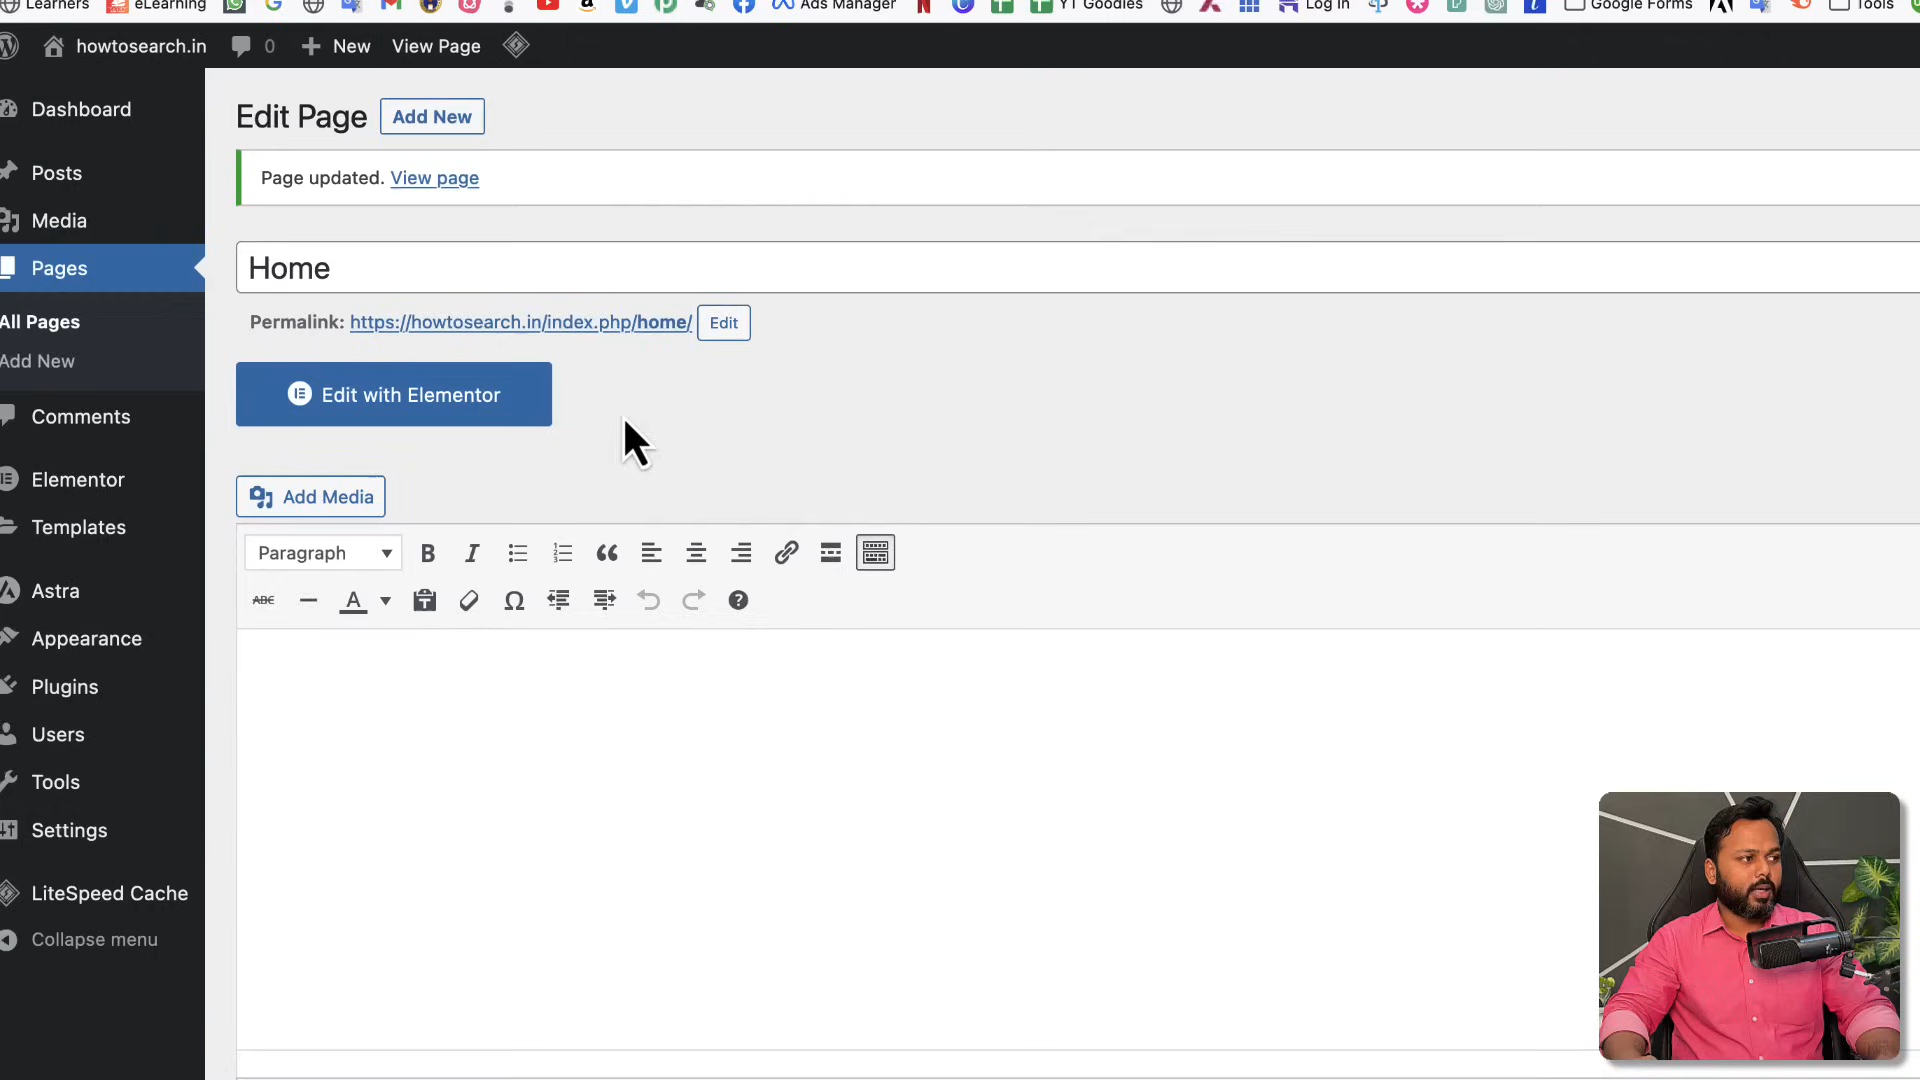 Learners eLearning Ads Manager YT Goodies Log In Google Forms Tools
howtosearch.in 0 New View Page
Dashboard
Posts
Media
Pages
All Pages
Add New
Comments
Elementor
Templates
Astra
Appearance
Plugins
Users
Tools
Settings
LiteSpeed Cache
Collapse menu
Edit Page Add New
Page updated. View page
Home
Permalink: https://howtosearch.in/index.php/home/ Edit
Edit with Elementor
Add Media
Paragraph B I
ABC A